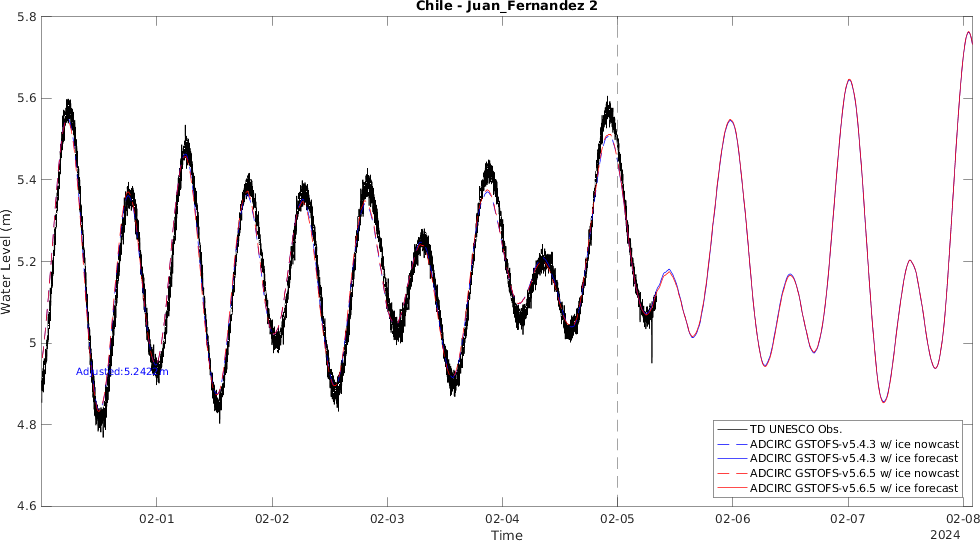 Chile - Juan_Fernandez 2
5.8
5.6
5.4
5.2
5
4.8
4.6
Water Level (m)
Adjusted:5.242
TD UNESCO Obs.
ADCIRC GSTOFS-v5.4.3 w/ ice nowcast
ADCIRC GSTOFS-v5.4.3 w/ ice forecast
ADCIRC GSTOFS-v5.6.5 w/ ice nowcast
ADCIRC GSTOFS-v5.6.5 w/ ice forecast
02-01 02-02 02-03 02-04 02-05 02-06 02-07 02-08
Time
2024